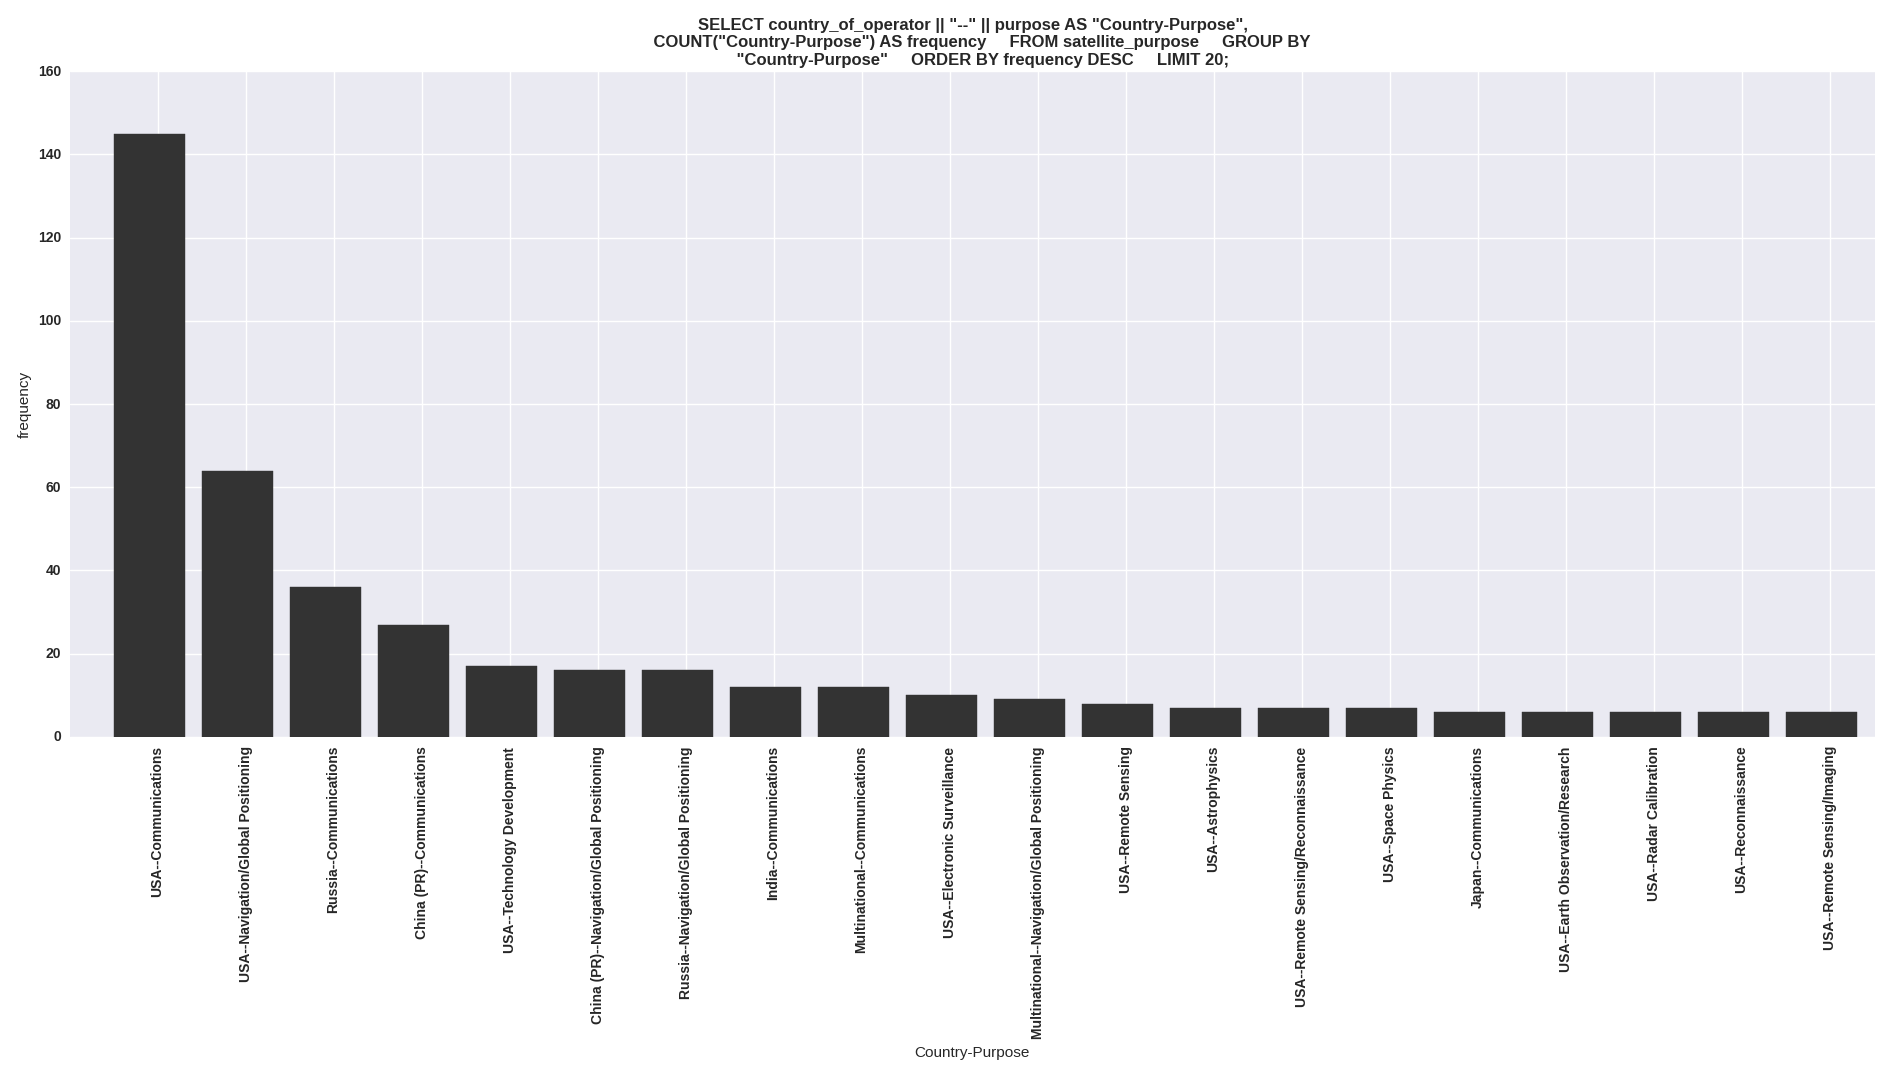 SELECT country_of_operator || "--" || purpose AS "Country-Purpose",
COUNT("Country-Purpose") AS frequency     FROM satellite_purpose     GROUP BY
"Country-Purpose"     ORDER BY frequency DESC     LIMIT 20;
160
140
120
100
80
60
40
20
0
frequency
USA--Communications
USA--Navigation/Global Positioning
Russia--Communications
China (PR)--Communications
USA--Technology Development
China (PR)--Navigation/Global Positioning
Russia--Navigation/Global Positioning
India--Communications
Multinational--Communications
USA--Electronic Surveillance
Multinational--Navigation/Global Positioning
USA--Remote Sensing
USA--Astrophysics
USA--Remote Sensing/Reconnaissance
USA--Space Physics
Japan--Communications
USA--Earth Observation/Research
USA--Radar Calibration
USA--Reconnaissance
USA--Remote Sensing/Imaging
Country-Purpose